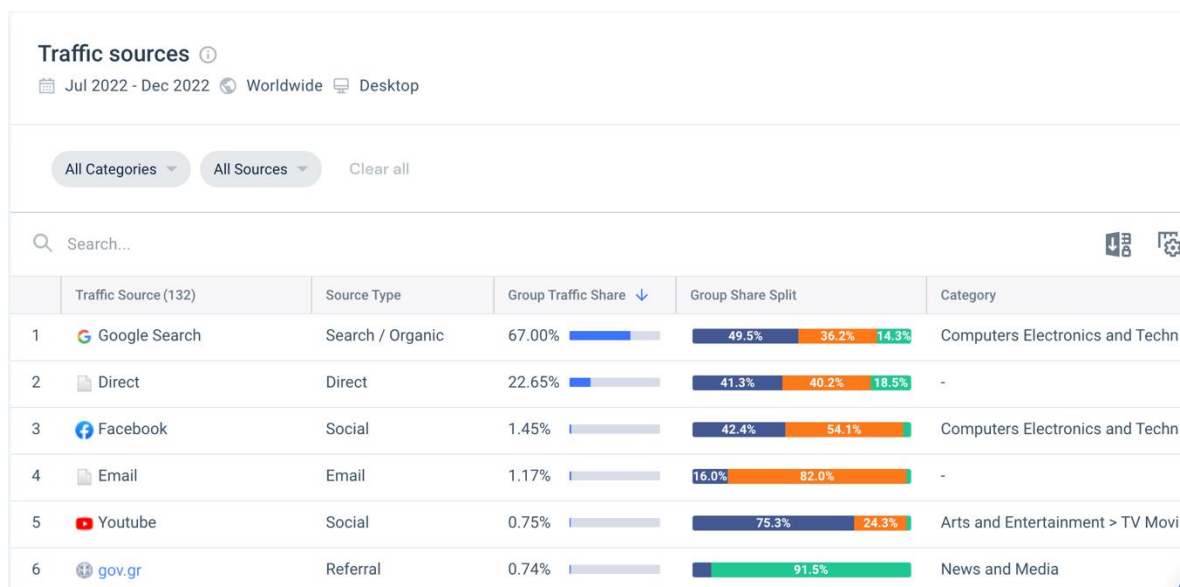 Traffic sources
Jul 2022 - Dec 2022 Worldwide Desktop
All Categories All Sources Clear all
Search...
Traffic Source (132) Source Type Group Traffic Share Group Share Split Category
1 Google Search Search / Organic 67.00% 49.5% 36.2% 14.3% Computers Electronics and Techn
2 Direct Direct 22.65% 41.3% 40.2% 18.5% -
3 Facebook Social 1.45% 42.4% 54.1% Computers Electronics and Techn
4 Email Email 1.17% 16.0% 82.0% -
5 Youtube Social 0.75% 75.3% 24.3% Arts and Entertainment > TV Movi
6 gov.gr Referral 0.74% 91.5% News and Media